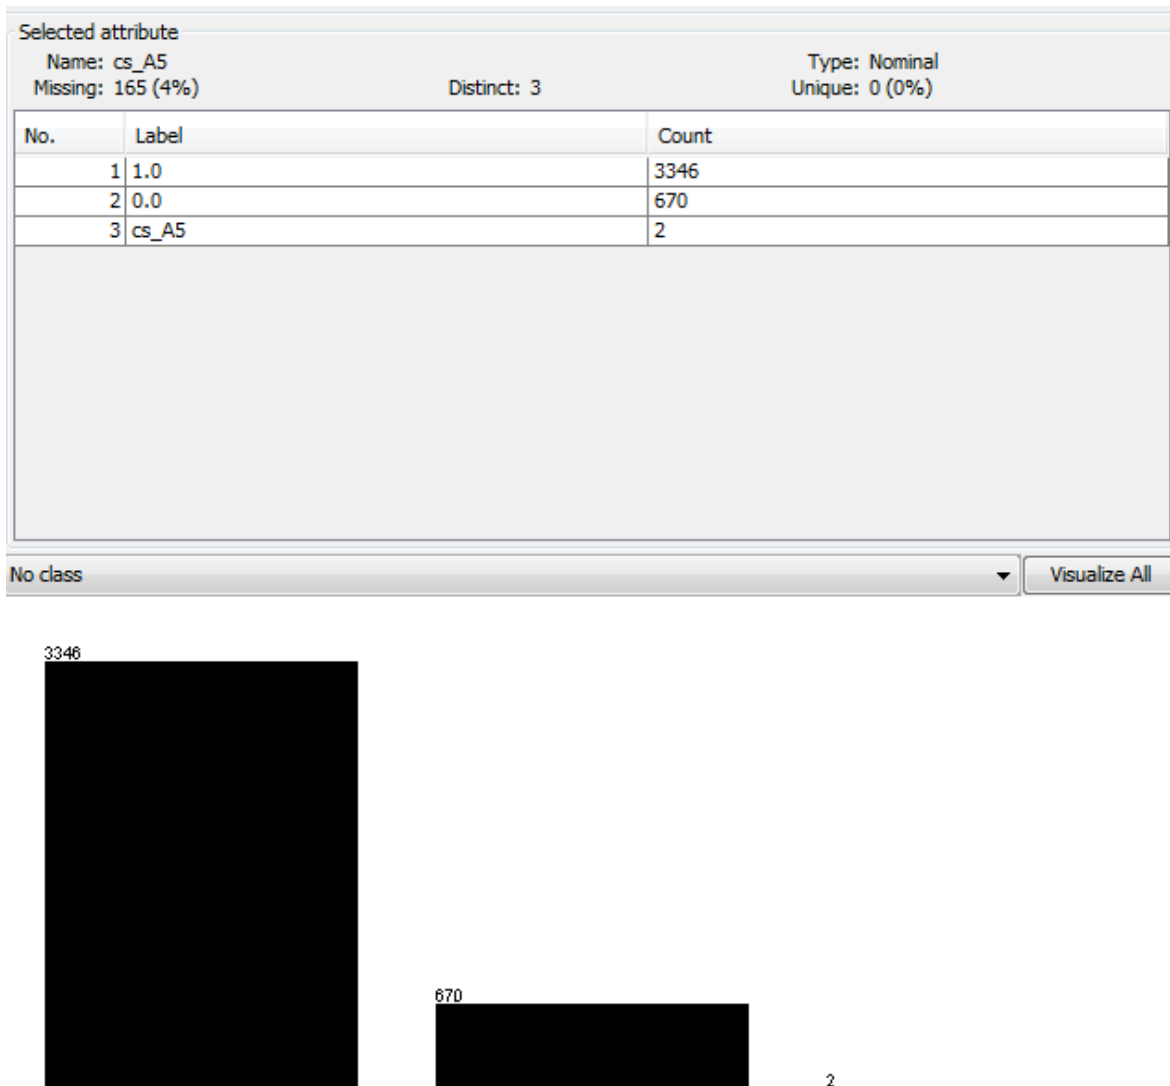 Selected attribute
Name: cs_A5 Type: Nominal
Missing: 165 (4%) Distinct: 3 Unique: 0 (0%)
No. Label Count
1 1.0 3346
2 0.0 670
3 cs_A5 2
No class Visualize All
3346
670
2